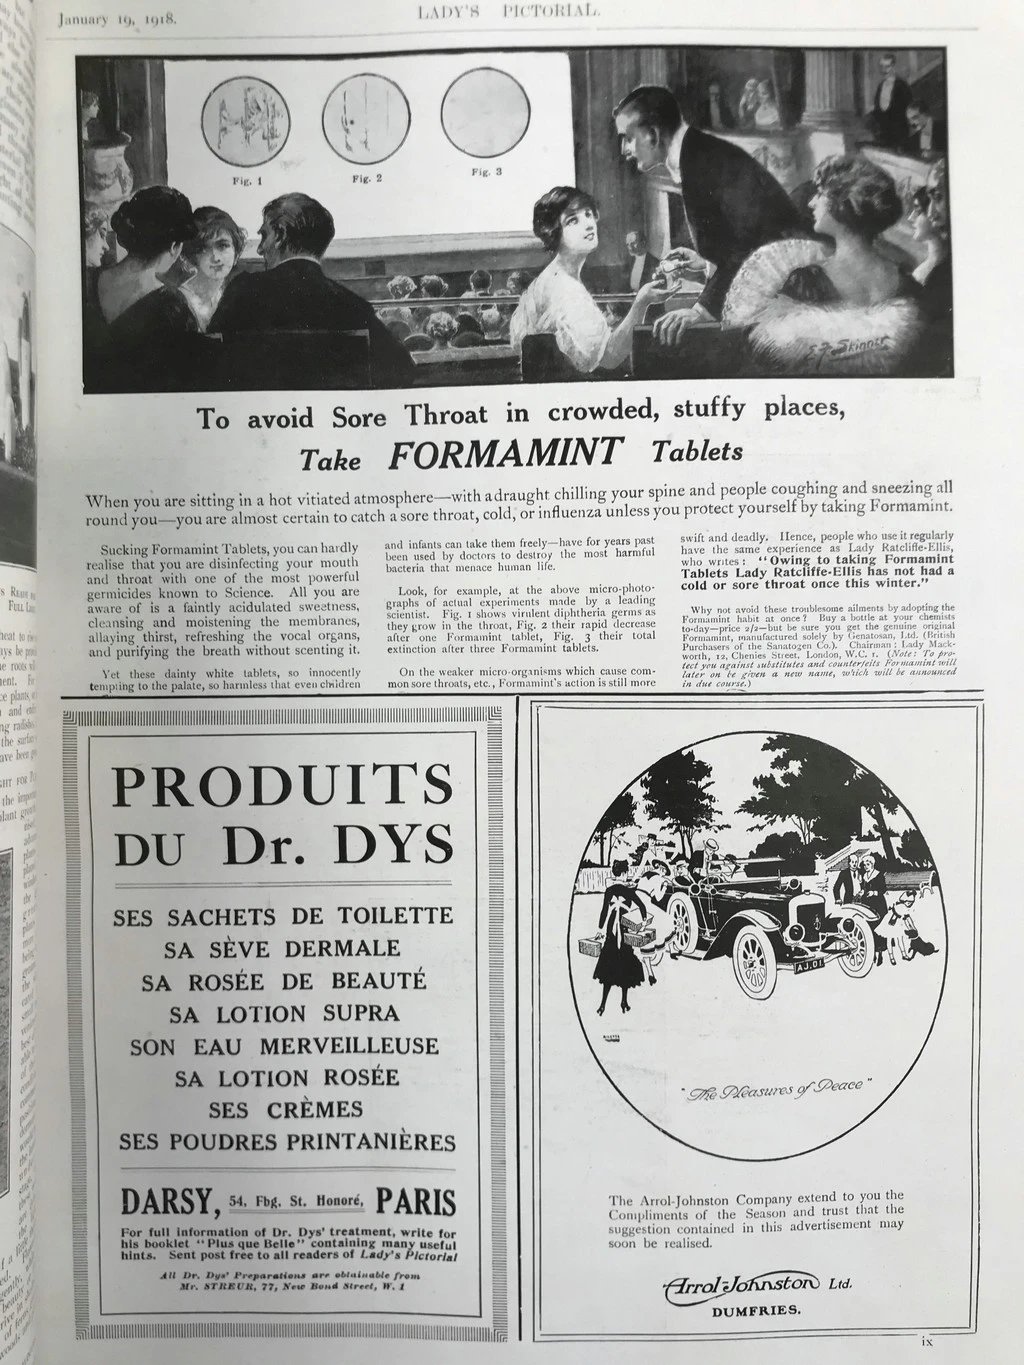 January 19, 1918.
LADY'S PICTORIAL.
Fig. 1
Fig. 2
Fig. 3
E F Skinner
To avoid Sore Throat in crowded, stuffy places,
Take FORMAMINT Tablets
When you are sitting in a hot vitiated atmosphere—with a draught chilling your spine and people coughing and sneezing all
round you—you are almost certain to catch a sore throat, cold, or influenza unless you protect yourself by taking Formamint.
Sucking Formamint Tablets, you can hardly
realise that you are disinfecting your mouth
and throat with one of the most powerful
germicides known to Science. All you are
aware of is a faintly acidulated sweetness,
cleansing and moistening the membranes,
allaying thirst, refreshing the vocal organs,
and purifying the breath without scenting it.
Yet these dainty white tablets, so innocently
tempting to the palate, so harmless that even children
and infants can take them freely—have for years past
been used by doctors to destroy the most harmful
bacteria that menace human life.
Look, for example, at the above micro-photo-
graphs of actual experiments made by a leading
scientist. Fig. 1 shows virulent diphtheria germs as
they grow in the throat, Fig. 2 their rapid decrease
after one Formamint tablet, Fig. 3 their total
extinction after three Formamint tablets.
On the weaker micro-organisms which cause com-
mon sore throats, etc., Formamint's action is still more
swift and deadly. Hence, people who use it regularly
have the same experience as Lady Ratcliffe-Ellis,
who writes: "Owing to taking Formamint
Tablets Lady Ratcliffe-Ellis has not had a
cold or sore throat once this winter."
Why not avoid these troublesome ailments by adopting the
Formamint habit at once? Buy a bottle at your chemists
to-day—price 2/2—but be sure you get the genuine original
Formamint, manufactured solely by Genatosan, Ltd. (British
Purchasers of the Sanatogen Co.). Chairman: Lady Mack-
worth, 12, Chenies Street, London, W.C. 1. (Note: To pro-
tect you against substitutes and counterfeits Formamint will
later on be given a new name, which will be announced
in due course.)
PRODUITS
DU Dr. DYS
SES SACHETS DE TOILETTE
SA SÈVE DERMALE
SA ROSÉE DE BEAUTÉ
SA LOTION SUPRA
SON EAU MERVEILLEUSE
SA LOTION ROSÉE
SES CRÈMES
SES POUDRES PRINTANIÈRES
DARSY, 54, Fbg. St. Honoré, PARIS
For full information of Dr. Dys' treatment, write for
his booklet "Plus que Belle" containing many useful
hints. Sent post free to all readers of Lady's Pictorial
All Dr. Dys' Preparations are obtainable from
Mr. STREUR, 77, New Bond Street, W. 1
AJ.01
"The Pleasures of Peace"
The Arrol-Johnston Company extend to you the
Compliments of the Season and trust that the
suggestion contained in this advertisement may
soon be realised.
Arrol-Johnston Ltd.
DUMFRIES.
ix